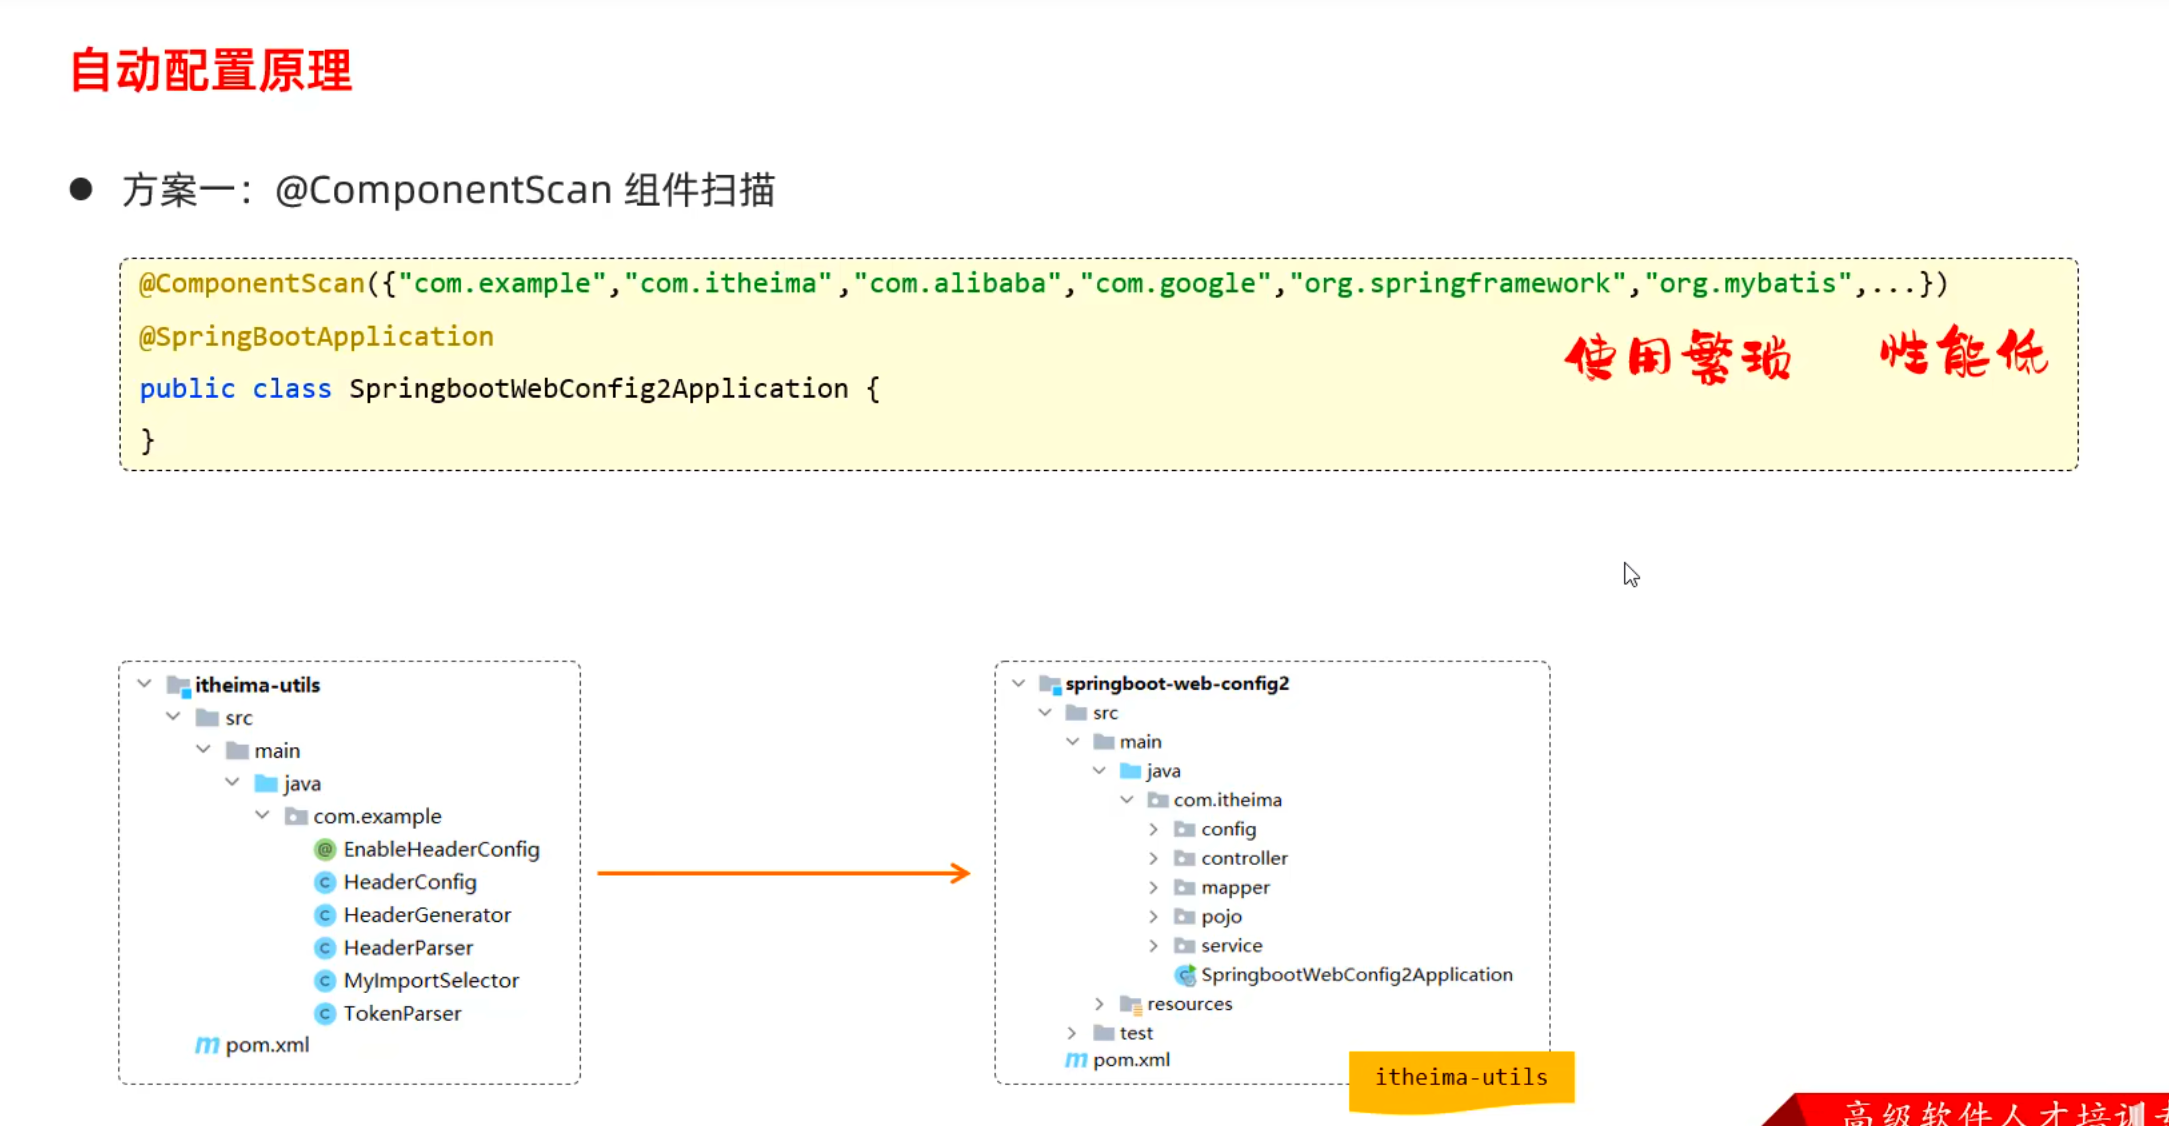 自动配置原理
● 方案一：@ComponentScan 组件扫描
@ComponentScan({"com.example","com.itheima","com.alibaba","com.google","org.springframework","org.mybatis",...})
@SpringBootApplication
使用繁琐 性能低
public class SpringbootWebConfig2Application {
}
itheima-utils
src
main
java
com.example
EnableHeaderConfig
HeaderConfig
HeaderGenerator
HeaderParser
MyImportSelector
TokenParser
pom.xml
springboot-web-config2
src
main
java
com.itheima
config
controller
mapper
pojo
service
SpringbootWebConfig2Application
resources
test
pom.xml
itheima-utils
高级软件人才培训